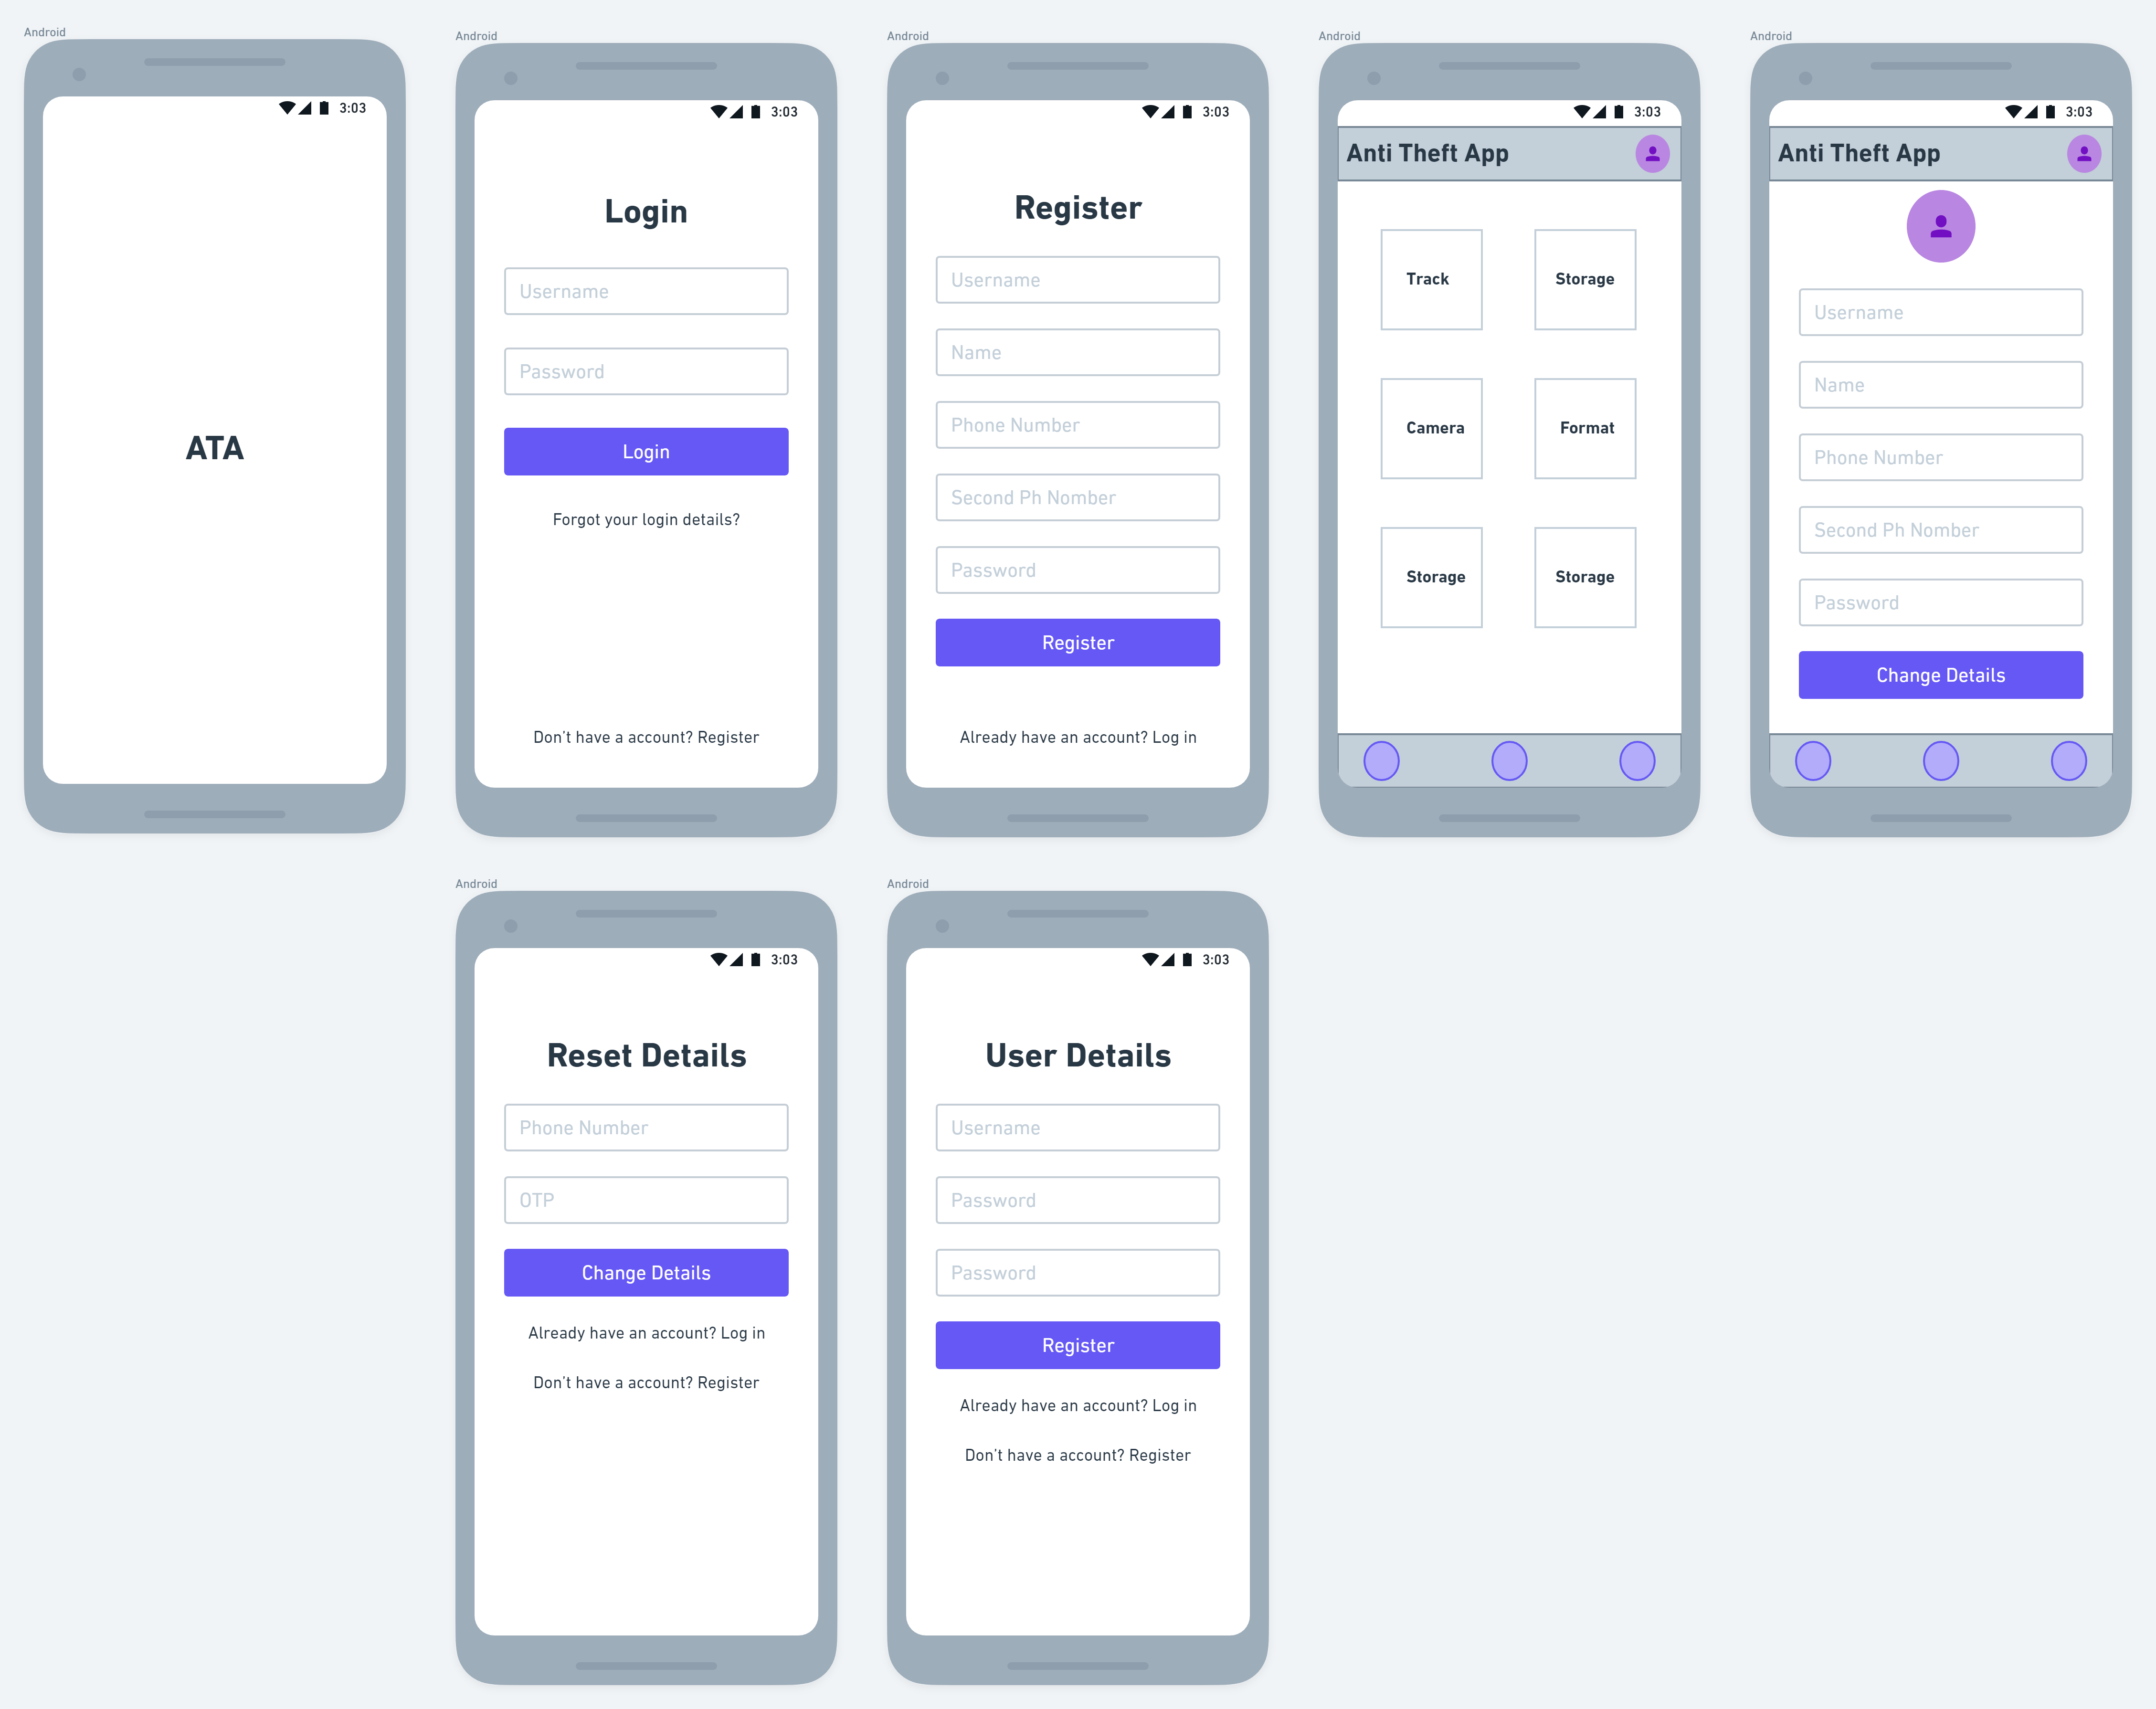 Android
3:03
ATA
Android
3:03
Login
Username
Password
Login
Forgot your login details?
Don't have a account? Register
Android
3:03
Register
Username
Name
Phone Number
Second Ph Nomber
Password
Register
Already have an account? Log in
Android
3:03
Anti Theft App
Track Storage
Camera Format
Storage Storage
Android
3:03
Anti Theft App
Username
Name
Phone Number
Second Ph Nomber
Password
Change Details
Android
3:03
Reset Details
Phone Number
OTP
Change Details
Already have an account? Log in
Don't have a account? Register
Android
3:03
User Details
Username
Password
Password
Register
Already have an account? Log in
Don't have a account? Register